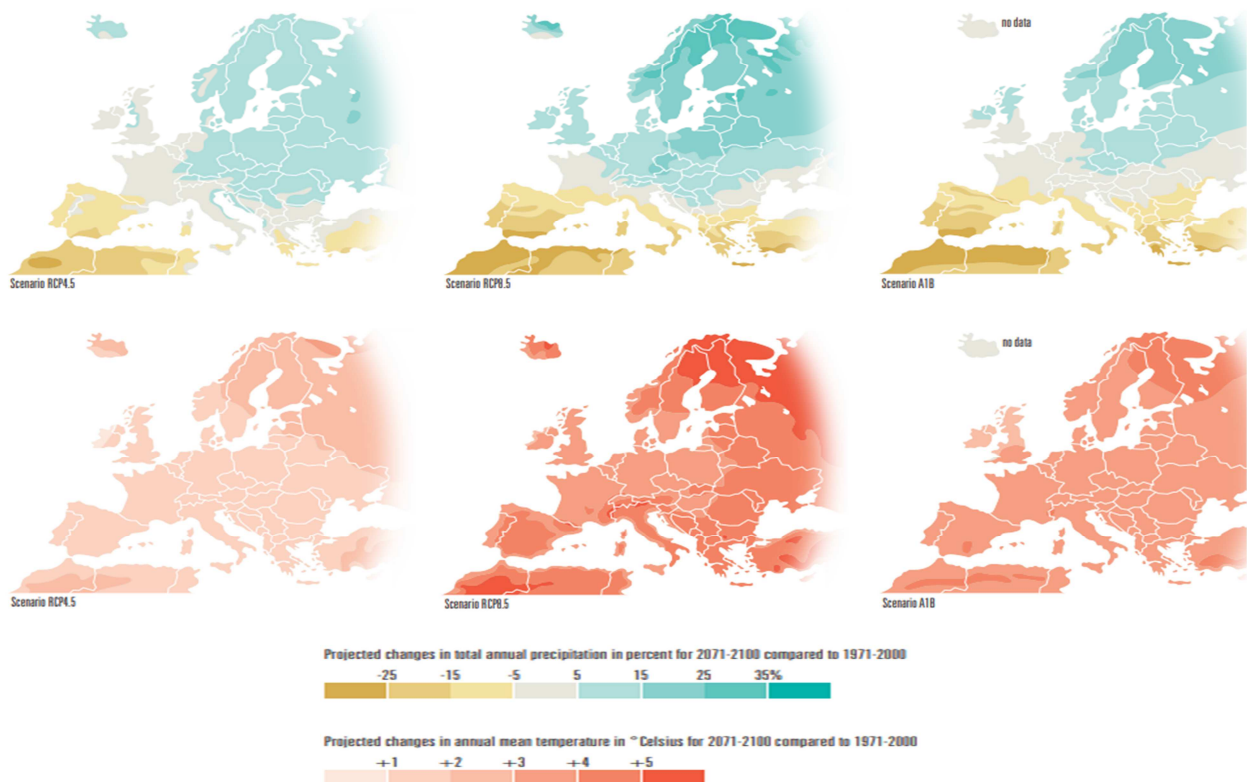 no data
Scenario RCP4.5
Scenario RCP8.5
Scenario A1B
no data
Scenario RCP4.5
Scenario RCP8.5
Scenario A1B
Projected changes in total annual precipitation in percent for 2071-2100 compared to 1971-2000
-25 -15 -5 5 15 25 35%
Projected changes in annual mean temperature in °Celsius for 2071-2100 compared to 1971-2000
+1 +2 +3 +4 +5